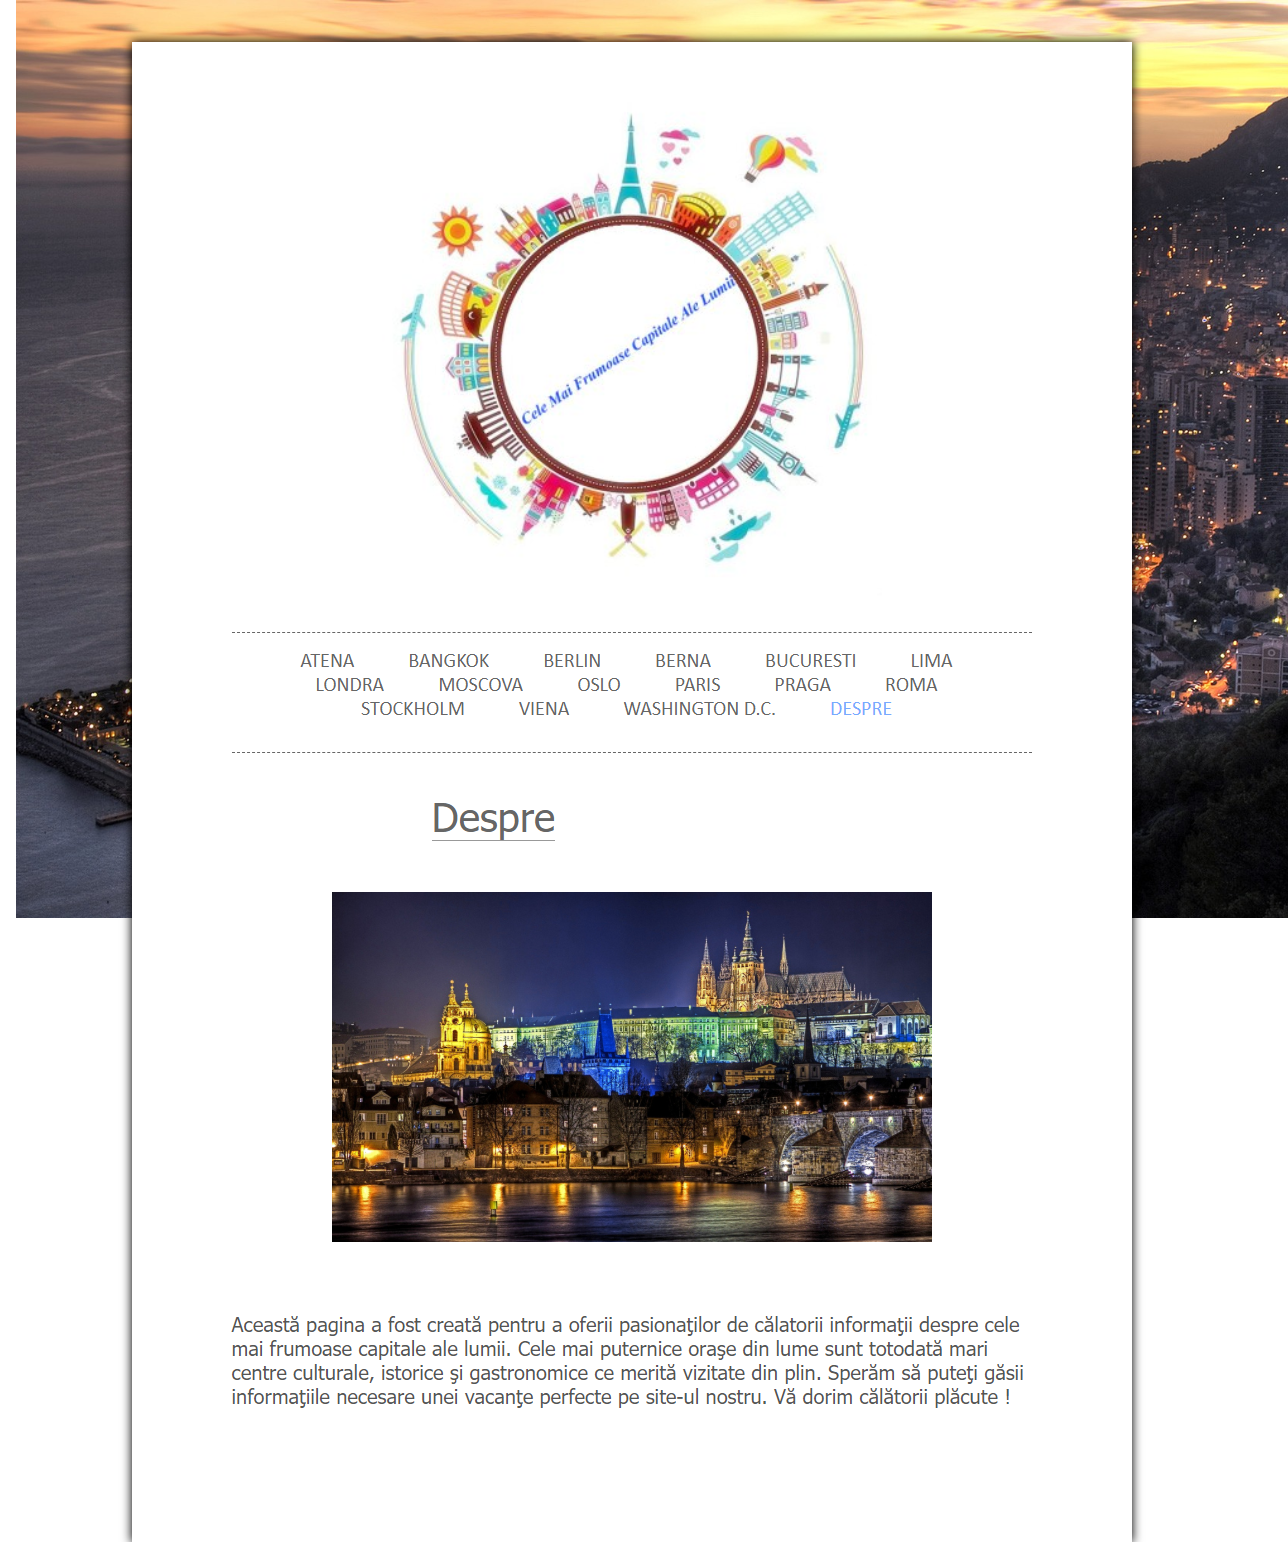 Cele Mai Frumoase Capitale Ale Lumii
ATENA BANGKOK BERLIN BERNA BUCURESTI LIMA
LONDRA MOSCOVA OSLO PARIS PRAGA ROMA
STOCKHOLM VIENA WASHINGTON D.C. DESPRE
Despre
Această pagina a fost creată pentru a oferii pasionaţilor de călatorii informaţii despre cele
mai frumoase capitale ale lumii. Cele mai puternice oraşe din lume sunt totodată mari
centre culturale, istorice şi gastronomice ce merită vizitate din plin. Sperăm să puteţi găsii
informaţiile necesare unei vacanţe perfecte pe site-ul nostru. Vă dorim călătorii plăcute !